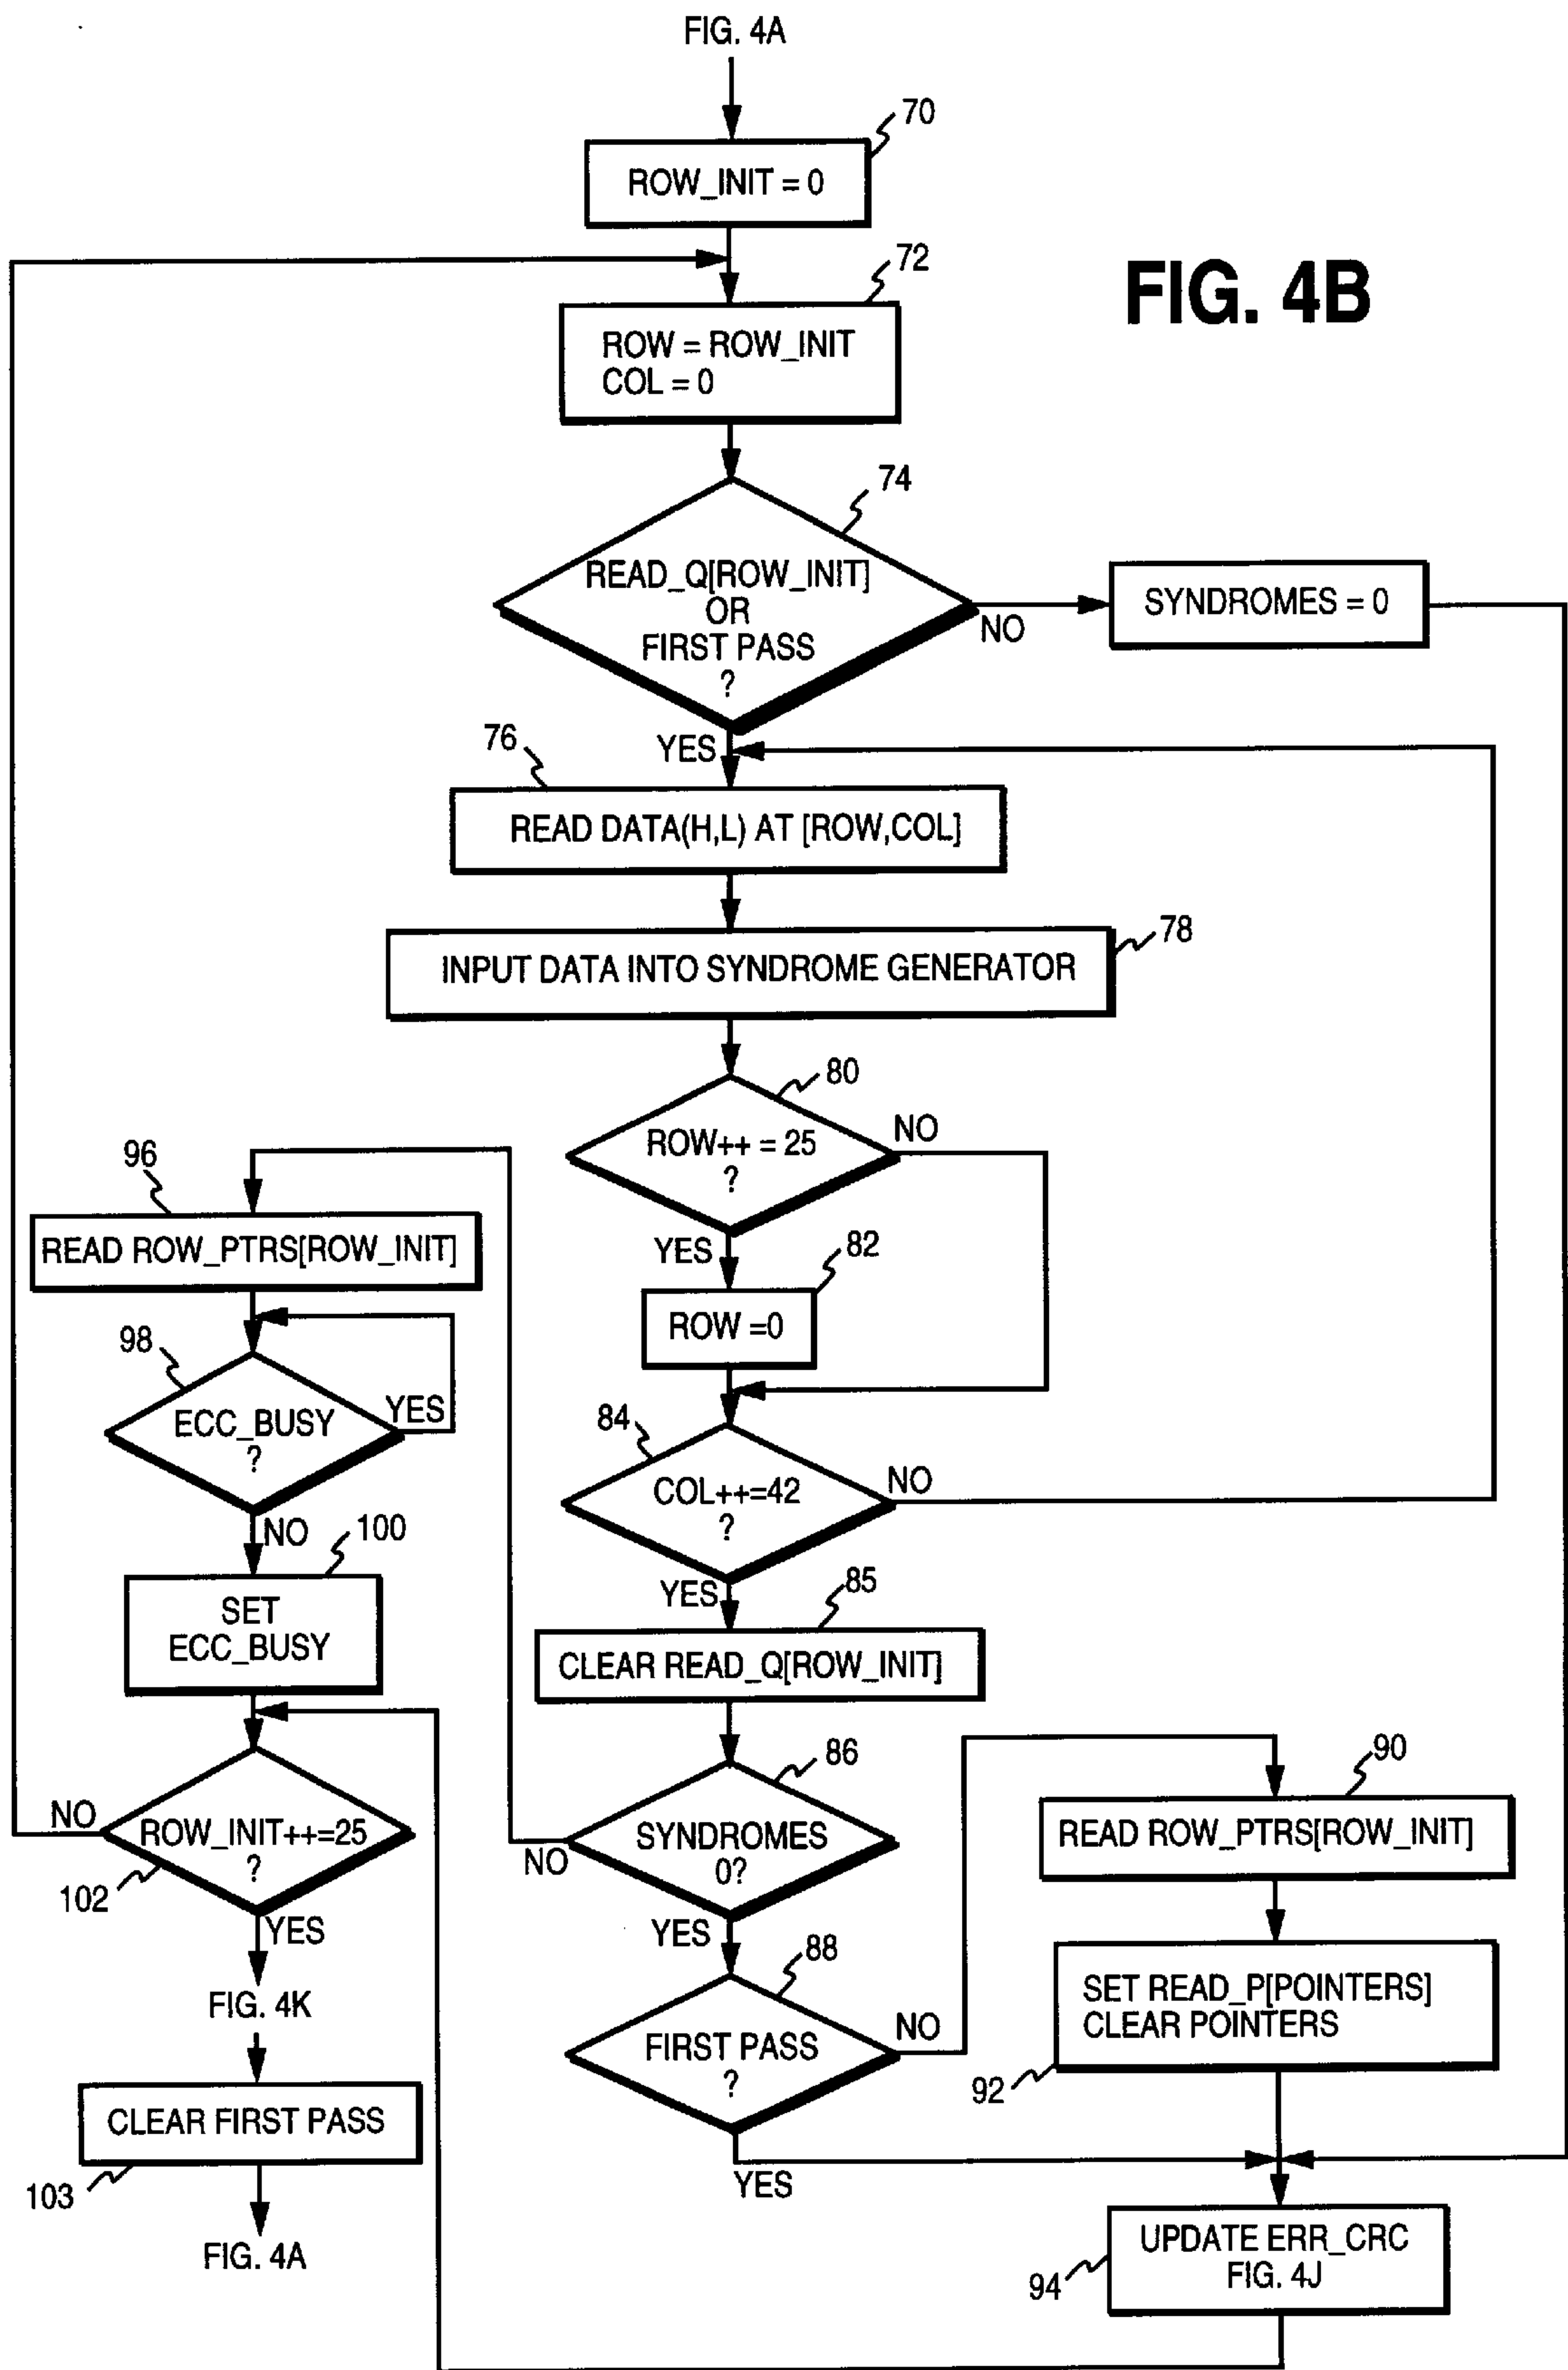 FIG. 4A
70
ROW_INIT = 0
72
FIG. 4B
ROW = ROW_INIT
COL = 0
74
READ_Q[ROW_INIT]
OR
FIRST PASS
?
NO
SYNDROMES = 0
YES
76
READ DATA(H,L) AT [ROW,COL]
78
INPUT DATA INTO SYNDROME GENERATOR
80
ROW++ = 25
?
NO
YES
82
ROW =0
84
COL++=42
?
NO
YES
85
CLEAR READ_Q[ROW_INIT]
86
SYNDROMES
0?
NO
YES
88
FIRST PASS
?
NO
YES
90
READ ROW_PTRS[ROW_INIT]
SET READ_P[POINTERS]
CLEAR POINTERS
92
UPDATE ERR_CRC
FIG. 4J
94
96
READ ROW_PTRS[ROW_INIT]
98
ECC_BUSY
?
YES
NO
100
SET
ECC_BUSY
NO
ROW_INIT++=25
?
102
YES
FIG. 4K
CLEAR FIRST PASS
103
FIG. 4A